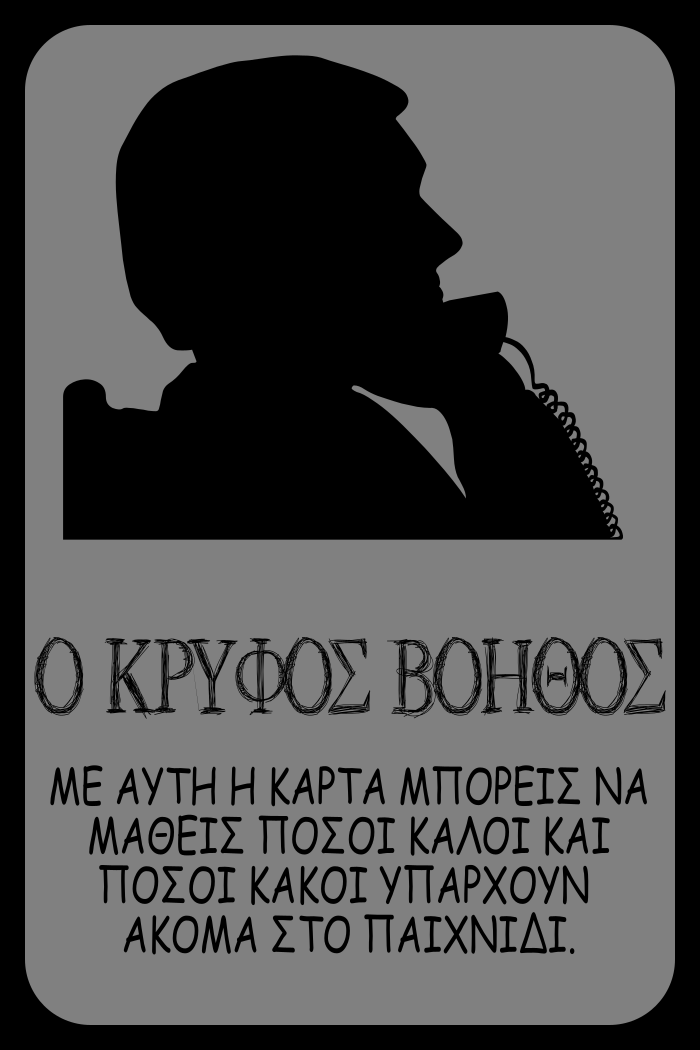 Ο ΚΡΥΦΟΣ ΒΟΗΘΟΣ
ΜΕ ΑΥΤΗ Η ΚΑΡΤΑ ΜΠΟΡΕΙΣ ΝΑ
ΜΑΘΕΙΣ ΠΟΣΟΙ ΚΑΛΟΙ ΚΑΙ
ΠΟΣΟΙ ΚΑΚΟΙ ΥΠΑΡΧΟΥΝ
ΑΚΟΜΑ ΣΤΟ ΠΑΙΧΝΙΔΙ.